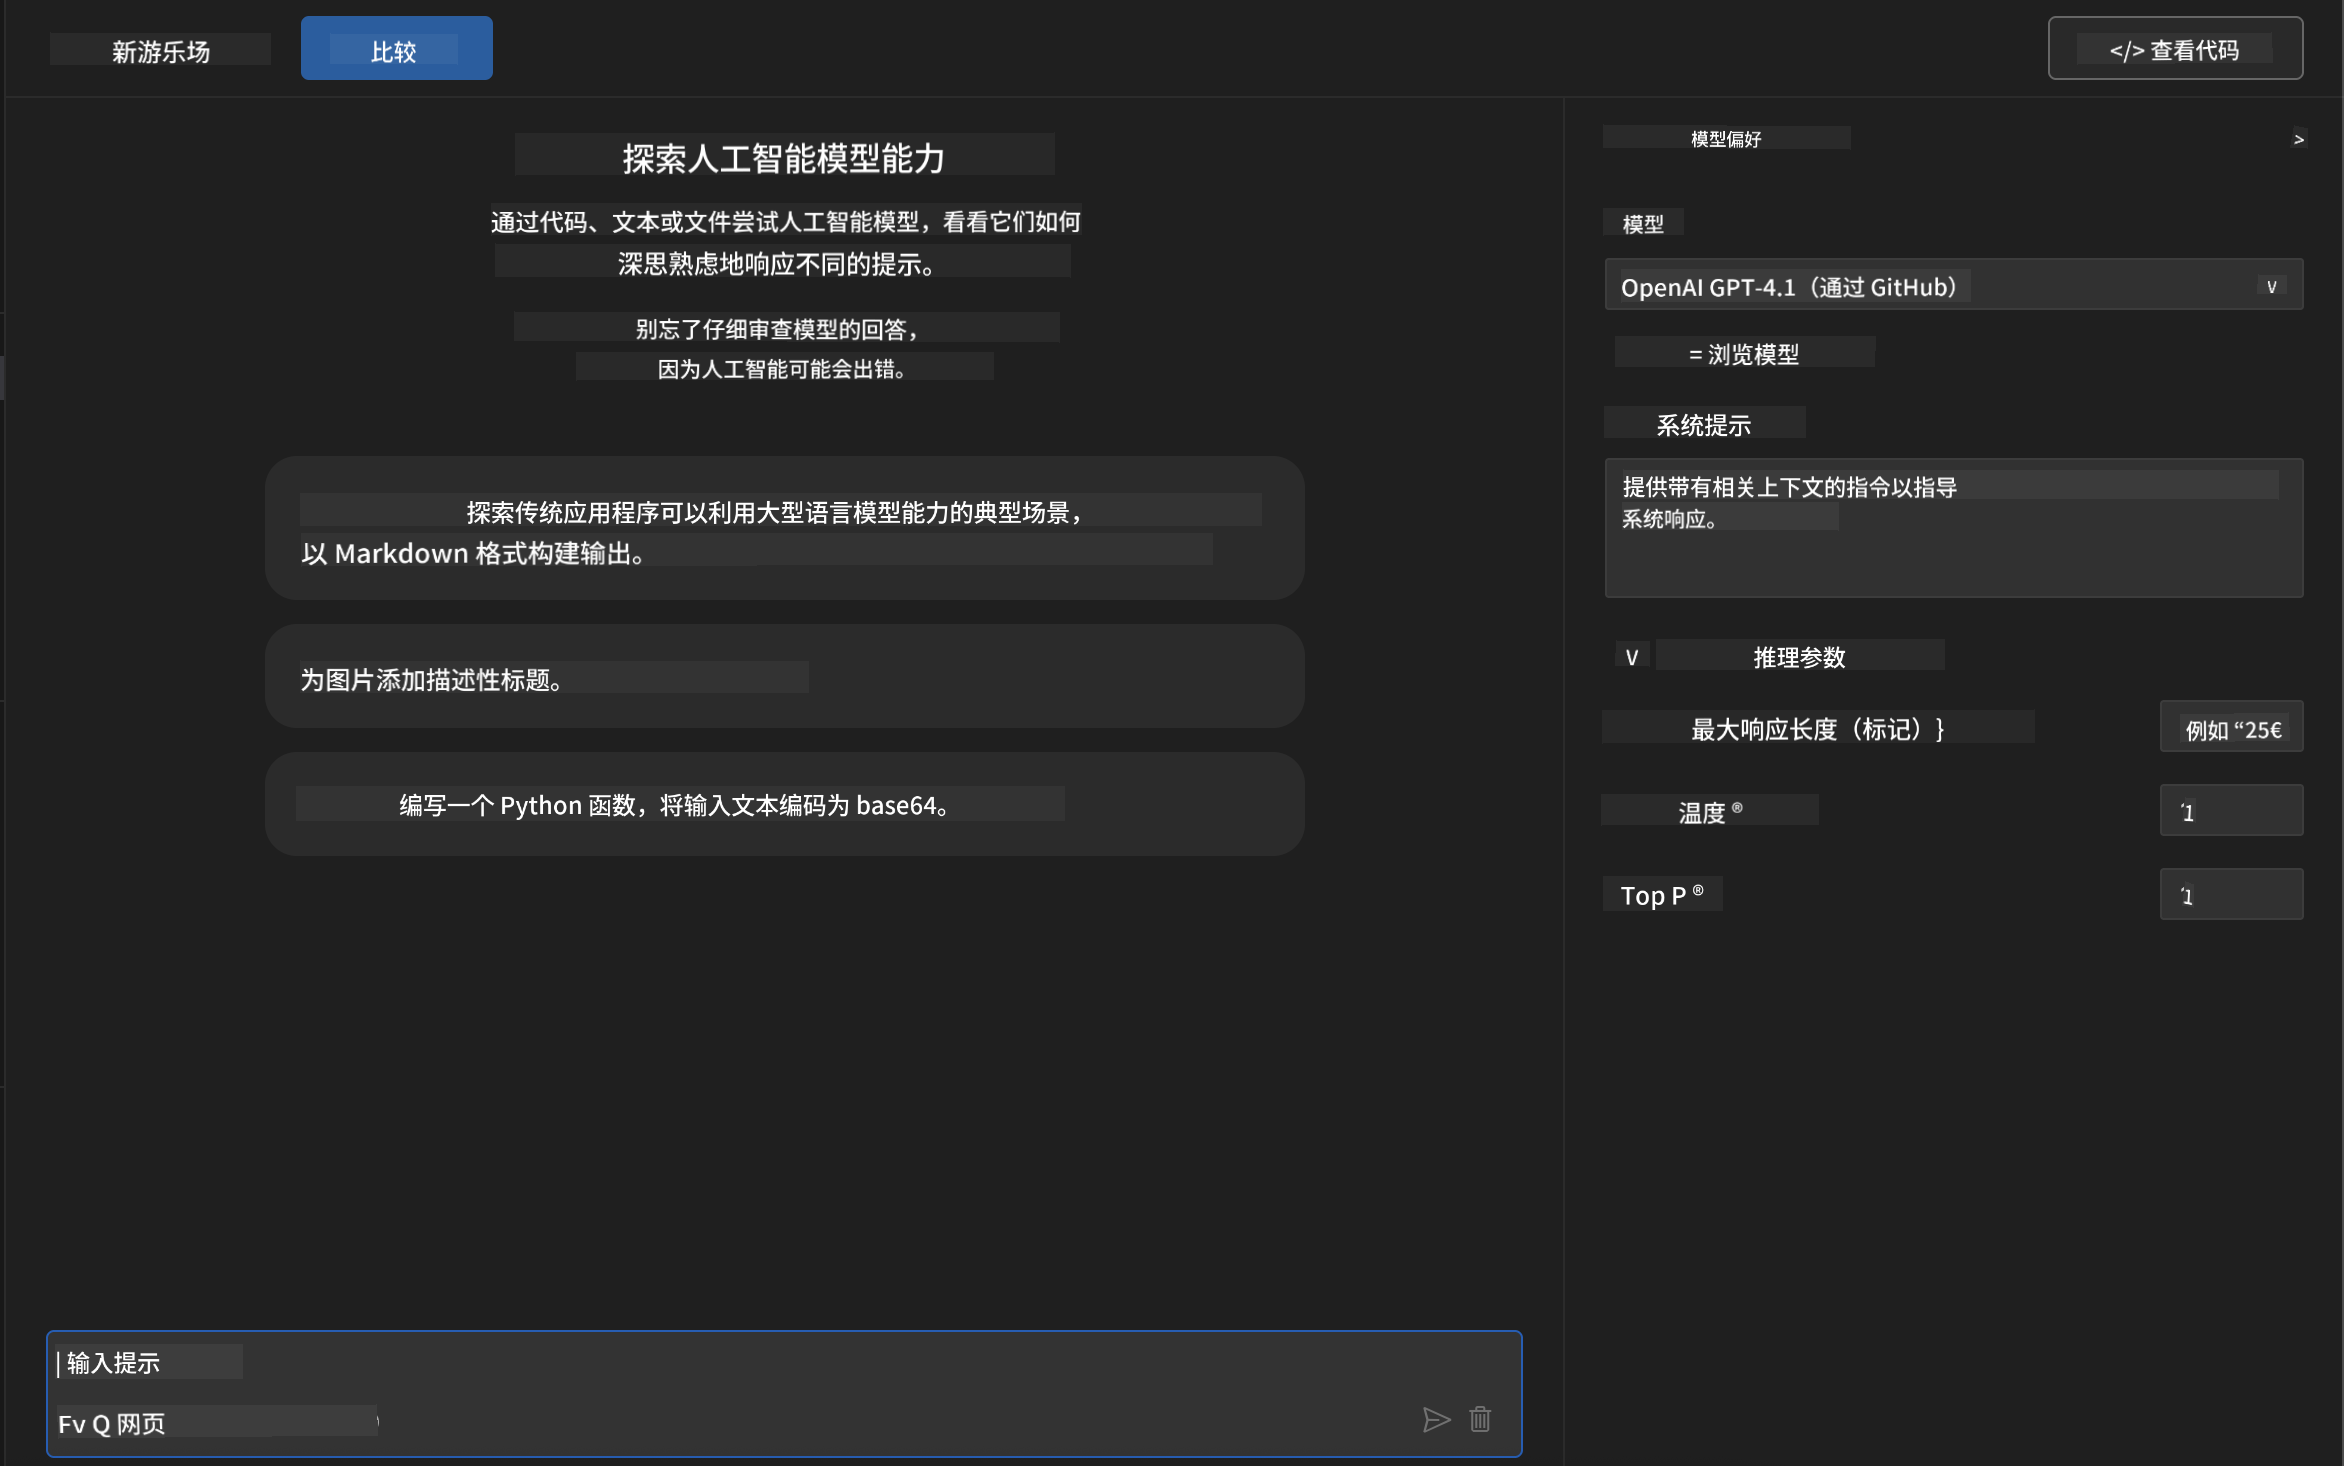 新游乐场
比较
</> 查看代码
探索人工智能模型能力
通过代码、文本或文件尝试人工智能模型，看看它们如何
深思熟虑地响应不同的提示。
别忘了仔细审查模型的回答，
因为人工智能可能会出错。
探索传统应用程序可以利用大型语言模型能力的典型场景，
以 Markdown 格式构建输出。
为图片添加描述性标题。
编写一个 Python 函数，将输入文本编码为 base64。
| 输入提示
Fv Q 网页
模型偏好
>
模型
OpenAI GPT-4.1（通过 GitHub）
v
= 浏览模型
系统提示
提供带有相关上下文的指令以指导
系统响应。
v 推理参数
最大响应长度（标记）}
例如 “25€
温度 ®
1
Top P ®
1